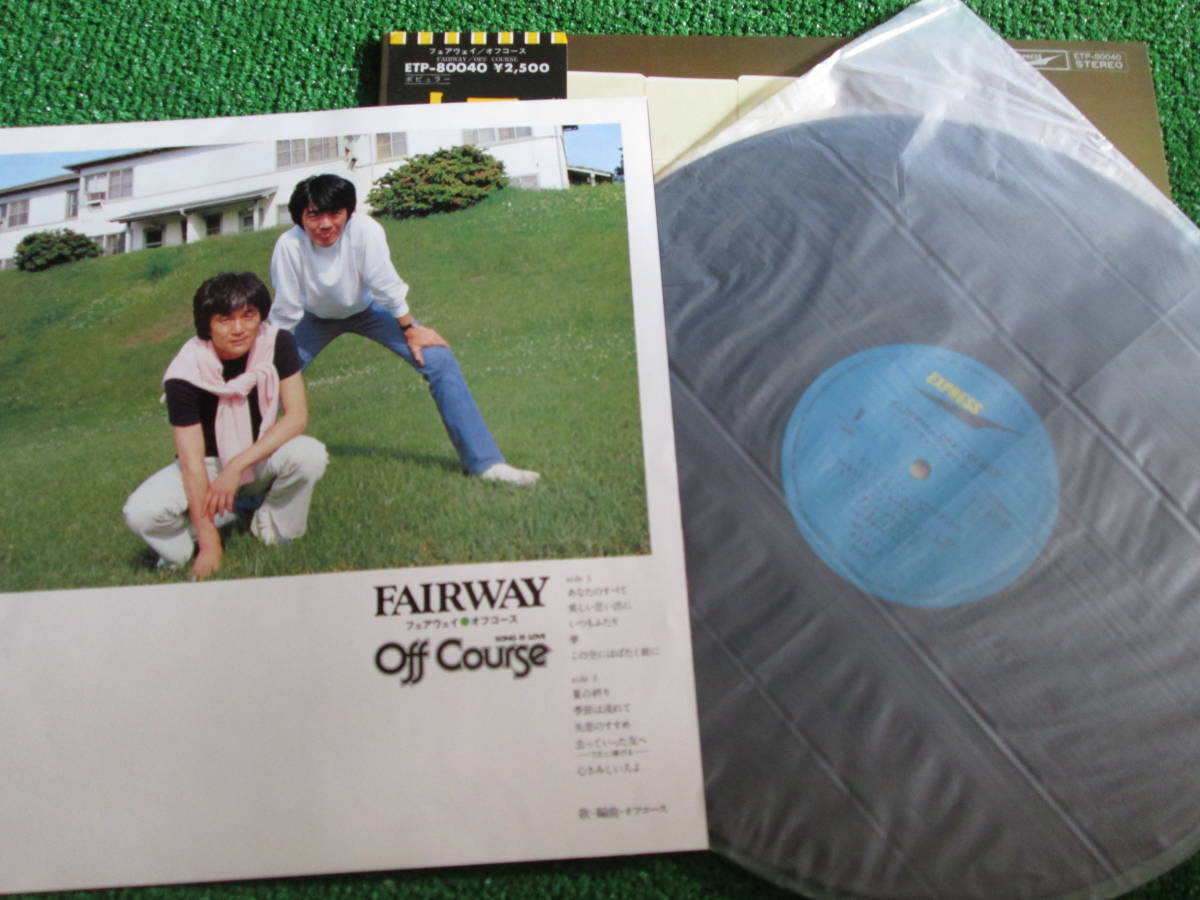 フェアウェイ/オフコース
FAIRWAY/OFF COURSE
ETP-80040 ¥2,500
ポピュラー
ETP-80040
STEREO
EXPRESS
FAIRWAY
フェアウェイ●オフコース
SONG IS LOVE
Off Course
side 1
あなたのすべて
美しい思い出に
いつもふたり
夢
この空にはばたく前に
side 2
夏の終り
季節は流れて
失恋のすすめ
去っていった友へ
心さみしい人よ
歌・編曲・オフコース